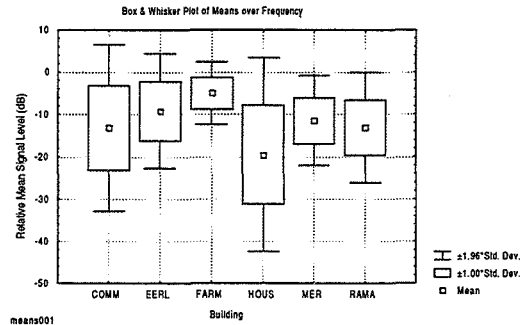 Box & Whisker Plot of Means over Frequency
Relative Mean Signal Level (dB)
10
0
-10
-20
-30
-40
-50
COMM EERL FARM HOUS MER RAMA
Building
±1.96*Std. Dev.
±1.00*Std. Dev.
Mean
means001